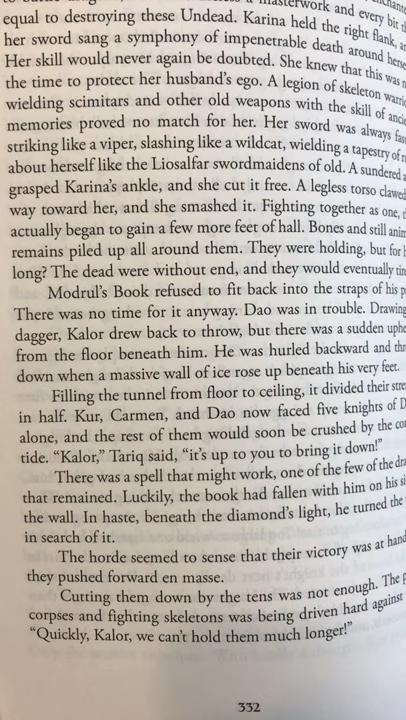 masterwork and every bit
equal to destroying these Undead. Karina held the right flank,
her sword sang a symphony of impenetrable death around
Her skill would never again be doubted. She knew that this was
the time to protect her husband's ego. A legion of skeleton
wielding scimitars and other old weapons with the skill of
memories proved no match for her. Her sword was always
striking like a viper, slashing like a wildcat, wielding a tapestry of
about herself like the Liosalfar swordmaidens of old. A sundered
grasped Karina's ankle, and she cut it free. A legless torso clawed
way toward her, and she smashed it. Fighting together as one,
actually began to gain a few more feet of hall. Bones and still
remains piled up all around them. They were holding, but for
long? The dead were without end, and they would eventually
Modrul's Book refused to fit back into the straps of his
There was no time for it anyway. Dao was in trouble. Drawing
dagger, Kalor drew back to throw, but there was a sudden
from the floor beneath him. He was hurled backward and
down when a massive wall of ice rose up beneath his very feet.
Filling the tunnel from floor to ceiling, it divided their
in half. Kur, Carmen, and Dao now faced five knights of D
alone, and the rest of them would soon be crushed by the
tide. "Kalor," Tariq said, "it's up to you to bring it down!"
There was a spell that might work, one of the few of the
that remained. Luckily, the book had fallen with him on his
the wall. In haste, beneath the diamond's light, he turned the
in search of it.
The horde seemed to sense that their victory was at hand
they pushed forward en masse.
Cutting them down by the tens was not enough. The
corpses and fighting skeletons was being driven hard against
"Quickly, Kalor, we can't hold them much longer!"
332